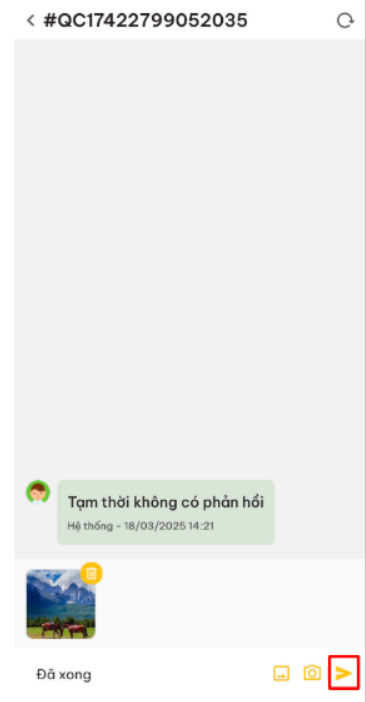 #QC17422799052035
Tạm thời không có phản hồi
Hệ thống - 18/03/2025 14:21
Đã xong